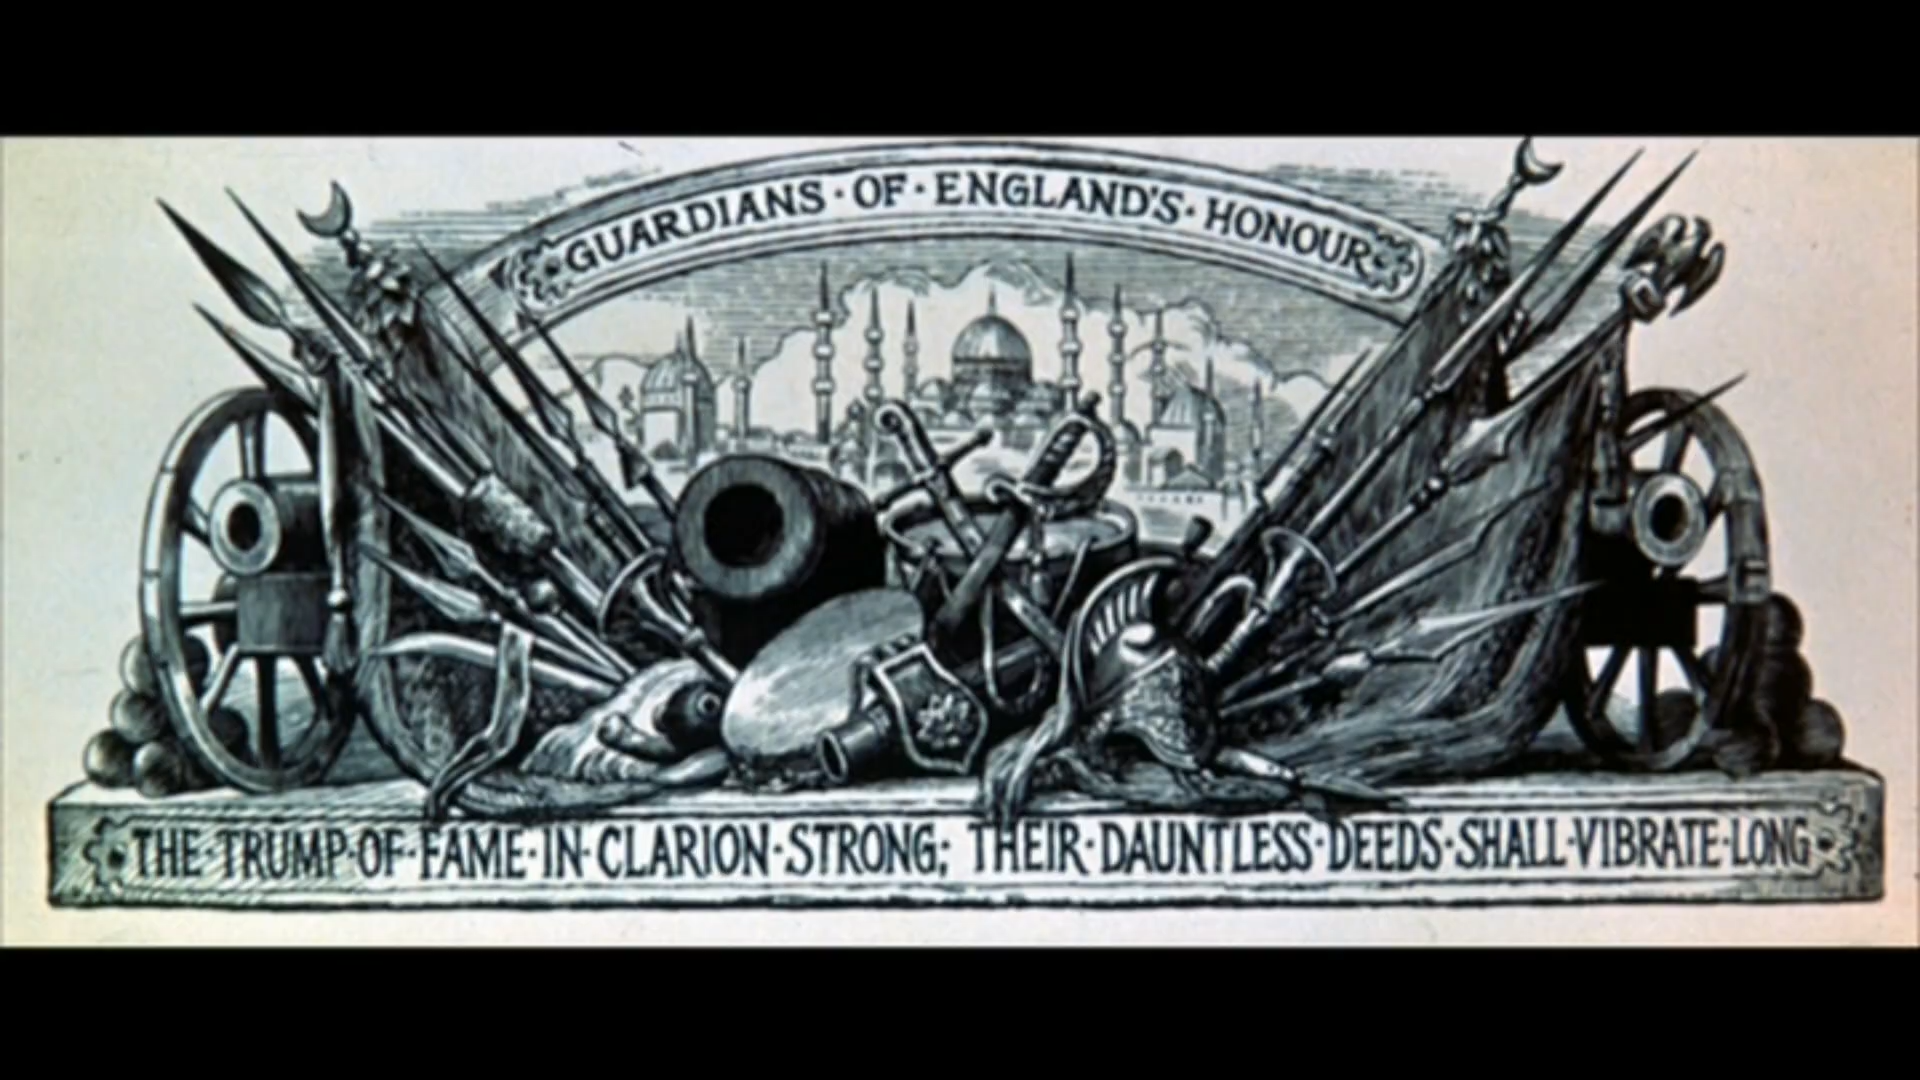 GUARDIANS · OF · ENGLAND'S · HONOUR
THE · TRUMP · OF · FAME · IN · CLARION · STRONG; THEIR · DAUNTLESS · DEEDS · SHALL · VIBRATE · LONG